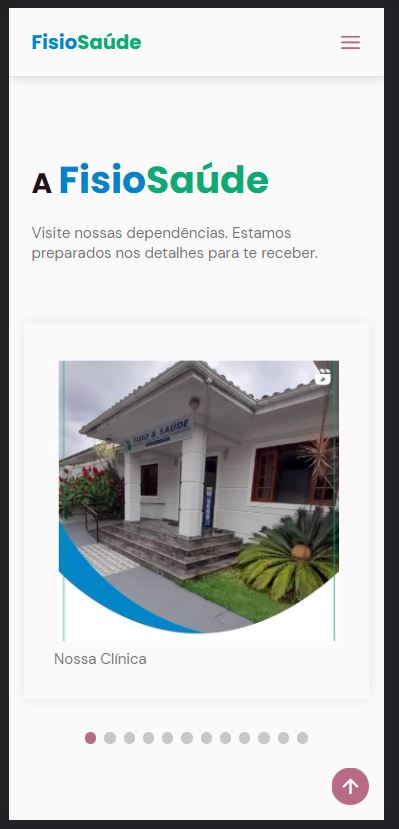 FisioSaúde
A FisioSaúde
Visite nossas dependências. Estamos
preparados nos detalhes para te receber.
FISIO & SAÚDE
Nossa Clínica